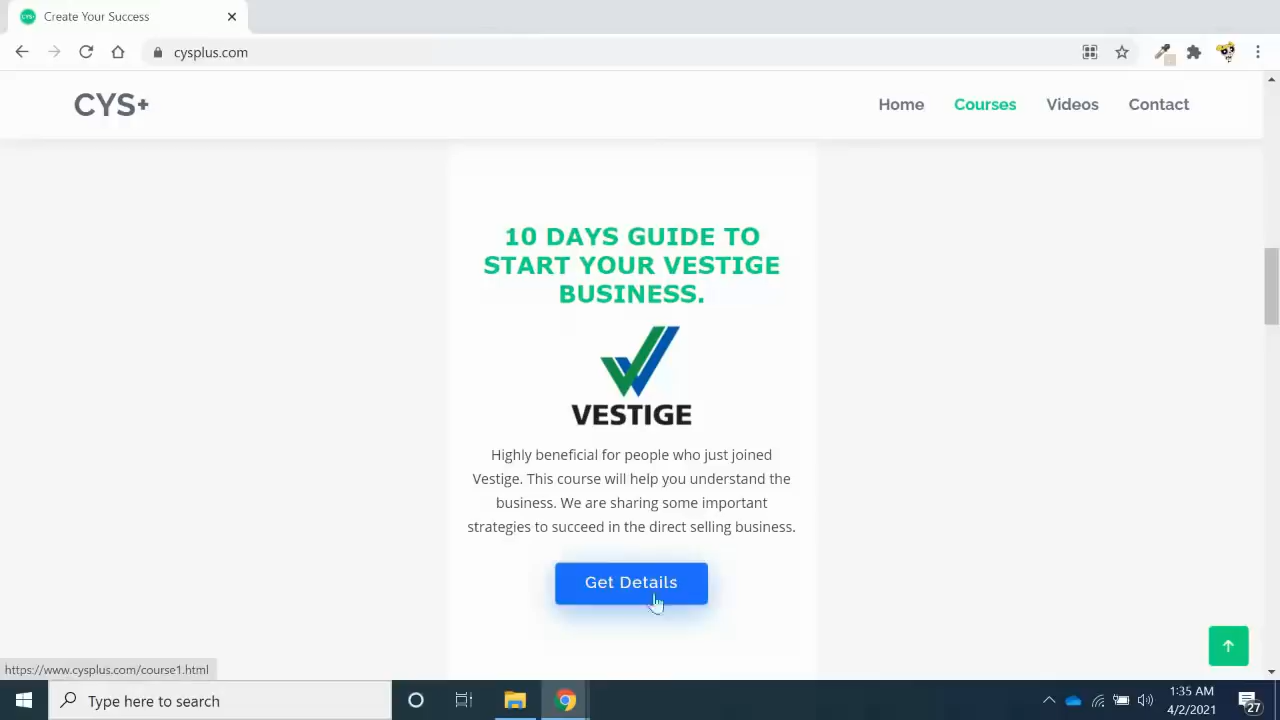 CYS+
Create Your Success
cysplus.com
CYS+
Home
Courses
Videos
Contact
10 DAYS GUIDE TO
START YOUR VESTIGE
BUSINESS.
VESTIGE
Highly beneficial for people who just joined
Vestige. This course will help you understand the
business. We are sharing some important
strategies to succeed in the direct selling business.
Get Details
https://www.cysplus.com/course1.html
Type here to search
1:35 AM
4/2/2021
27